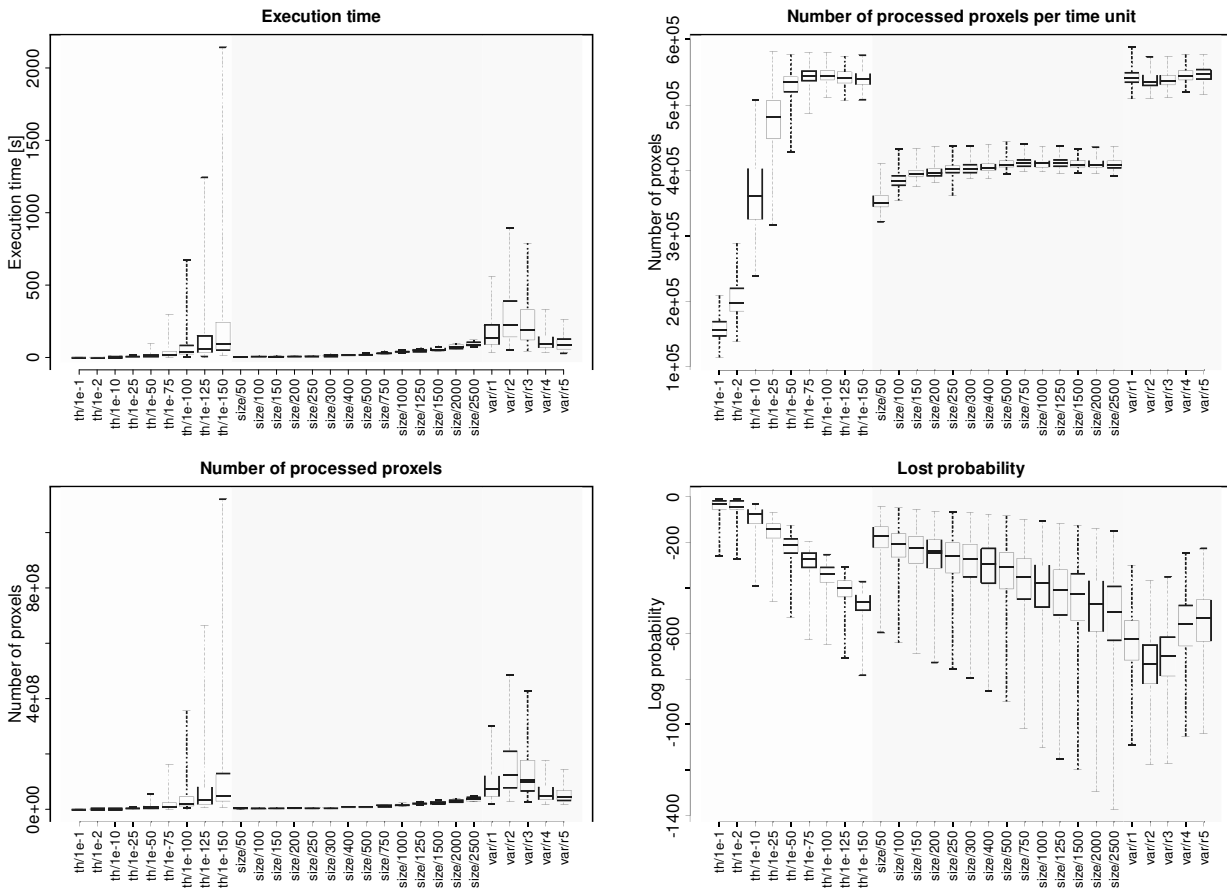 Execution time
Execution time [s]
2000
1500
1000
500
0
th/1e-1
th/1e-2
th/1e-10
th/1e-25
th/1e-50
th/1e-75
th/1e-100
th/1e-125
th/1e-150
size/50
size/100
size/150
size/200
size/250
size/300
size/400
size/500
size/750
size/1000
size/1250
size/1500
size/2000
size/2500
var/r1
var/r2
var/r3
var/r4
var/r5
Number of processed proxels per time unit
Number of proxels
6e+05
5e+05
4e+05
3e+05
2e+05
1e+05
th/1e-1
th/1e-2
th/1e-10
th/1e-25
th/1e-50
th/1e-75
th/1e-100
th/1e-125
th/1e-150
size/50
size/100
size/150
size/200
size/250
size/300
size/400
size/500
size/750
size/1000
size/1250
size/1500
size/2000
size/2500
var/r1
var/r2
var/r3
var/r4
var/r5
Number of processed proxels
Number of proxels
8e+08
4e+08
0e+00
th/1e-1
th/1e-2
th/1e-10
th/1e-25
th/1e-50
th/1e-75
th/1e-100
th/1e-125
th/1e-150
size/50
size/100
size/150
size/200
size/250
size/300
size/400
size/500
size/750
size/1000
size/1250
size/1500
size/2000
size/2500
var/r1
var/r2
var/r3
var/r4
var/r5
Lost probability
Log probability
0
-200
-600
-1000
-1400
th/1e-1
th/1e-2
th/1e-10
th/1e-25
th/1e-50
th/1e-75
th/1e-100
th/1e-125
th/1e-150
size/50
size/100
size/150
size/200
size/250
size/300
size/400
size/500
size/750
size/1000
size/1250
size/1500
size/2000
size/2500
var/r1
var/r2
var/r3
var/r4
var/r5